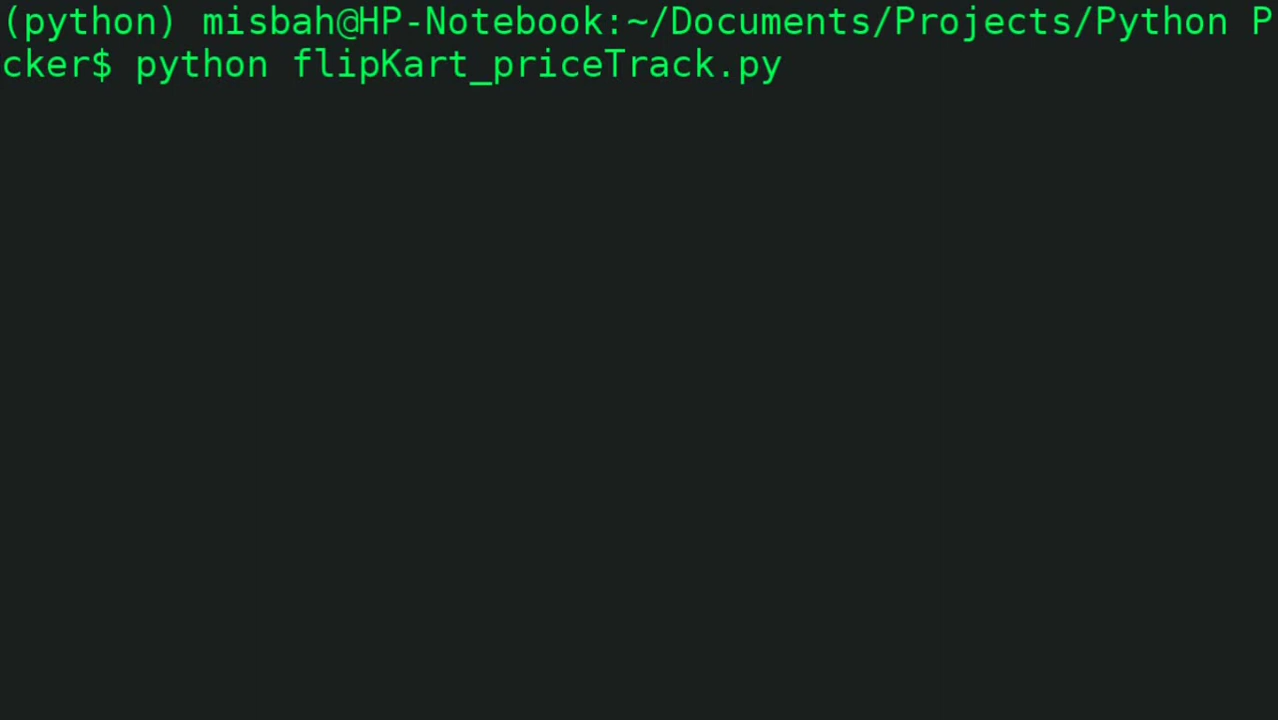 (python) misbah@HP-Notebook:~/Documents/Projects/Python P
cker$ python flipKart_priceTrack.py